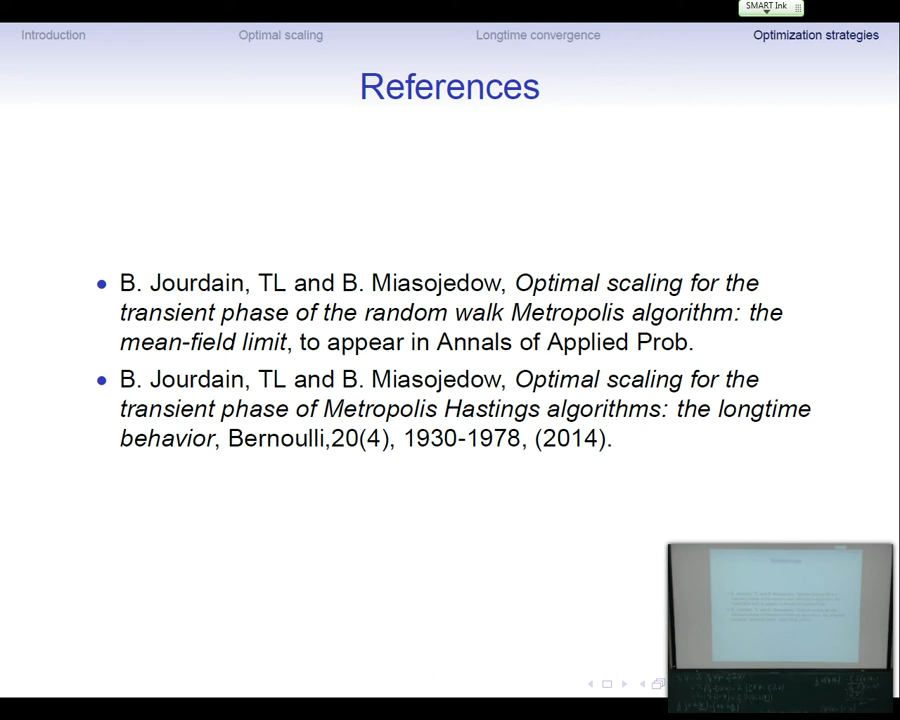 SMART Ink
Introduction Optimal scaling Longtime convergence Optimization strategies
References
B. Jourdain, TL and B. Miasojedow, Optimal scaling for the
transient phase of the random walk Metropolis algorithm: the
mean-field limit, to appear in Annals of Applied Prob.
B. Jourdain, TL and B. Miasojedow, Optimal scaling for the
transient phase of Metropolis Hastings algorithms: the longtime
behavior, Bernoulli,20(4), 1930-1978, (2014).